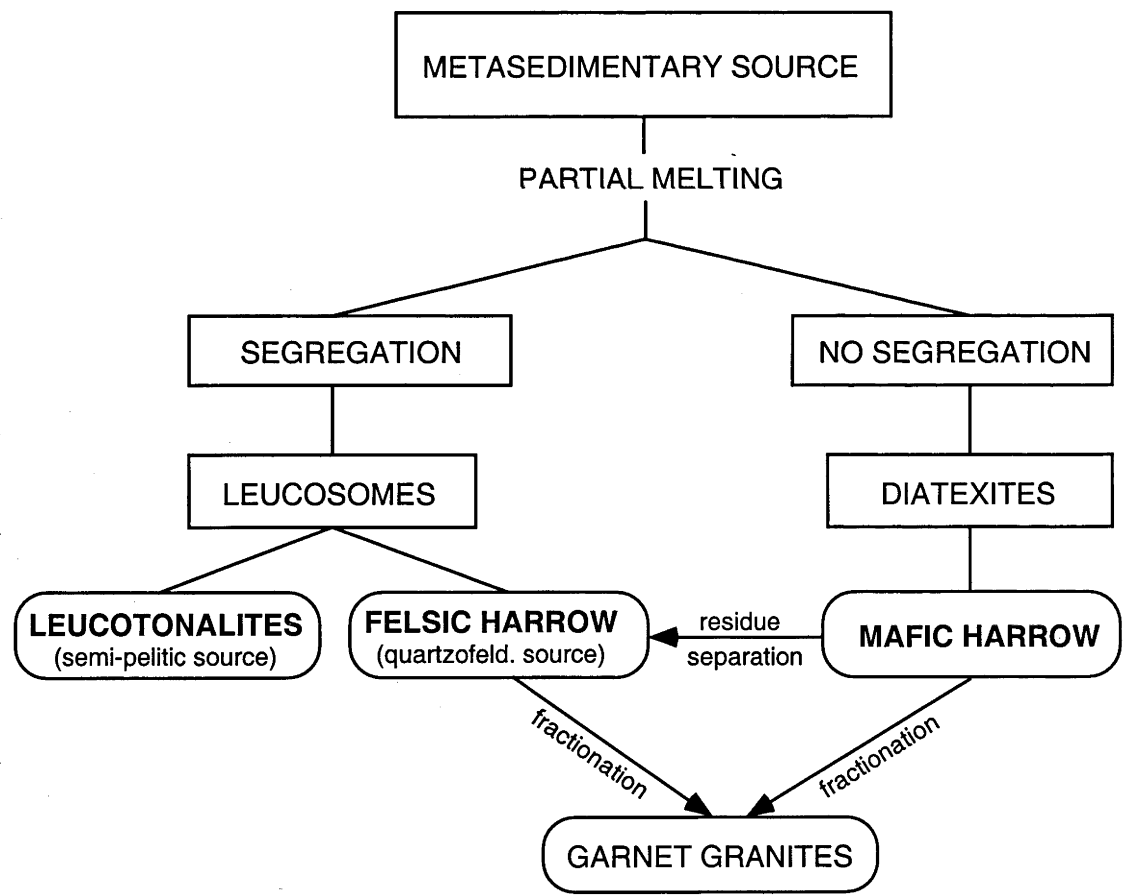 METASEDIMENTARY SOURCE
PARTIAL MELTING
SEGREGATION
NO SEGREGATION
LEUCOSOMES
DIATEXITES
LEUCOTONALITES
(semi-pelitic source)
FELSIC HARROW
(quartzofeld. source)
residue
separation
MAFIC HARROW
fractionation
fractionation
GARNET GRANITES